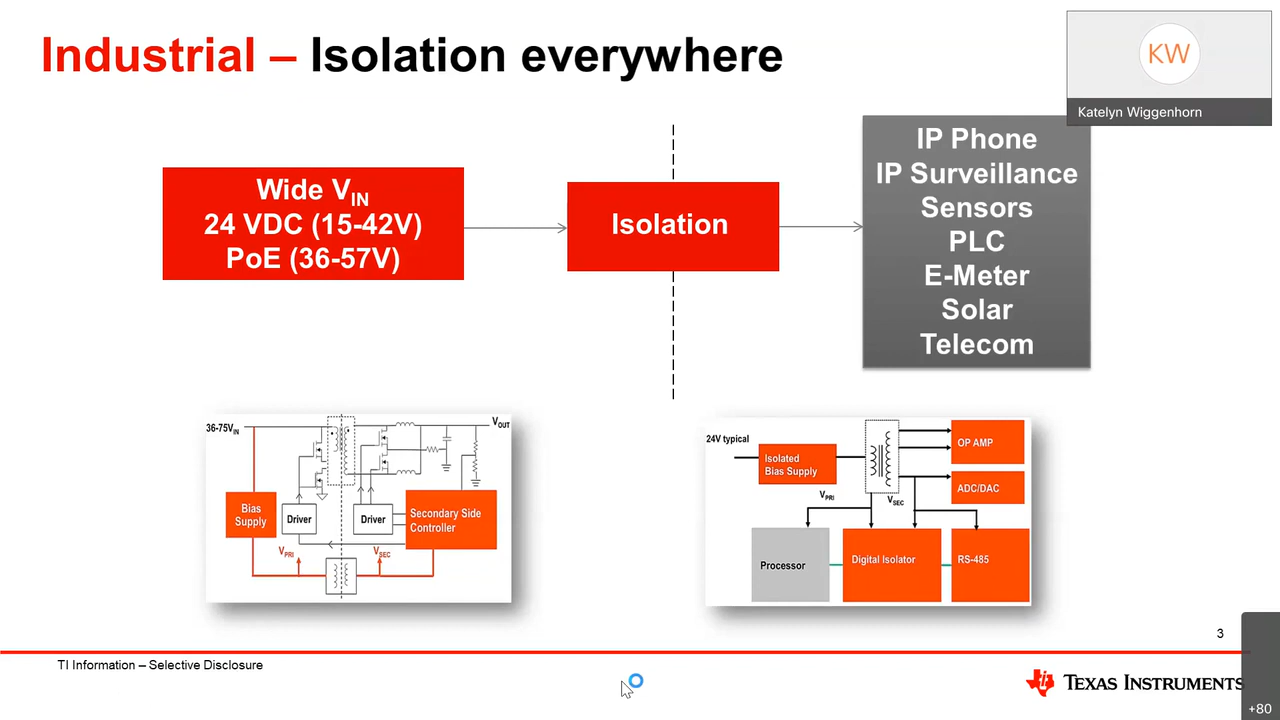 Industrial – Isolation everywhere
KW
Katelyn Wiggenhorn
Wide VIN
24 VDC (15-42V)
PoE (36-57V)
Isolation
IP Phone
IP Surveillance
Sensors
PLC
E-Meter
Solar
Telecom
36-75VIN
VOUT
Bias
Supply
Driver
Driver
Secondary Side
Controller
VPRI
VSEC
24V typical
Isolated
Bias Supply
OP AMP
ADC/DAC
VPRI
VSEC
Processor
Digital Isolator
RS-485
3
TI Information – Selective Disclosure
TEXAS INSTRUMENTS
+80